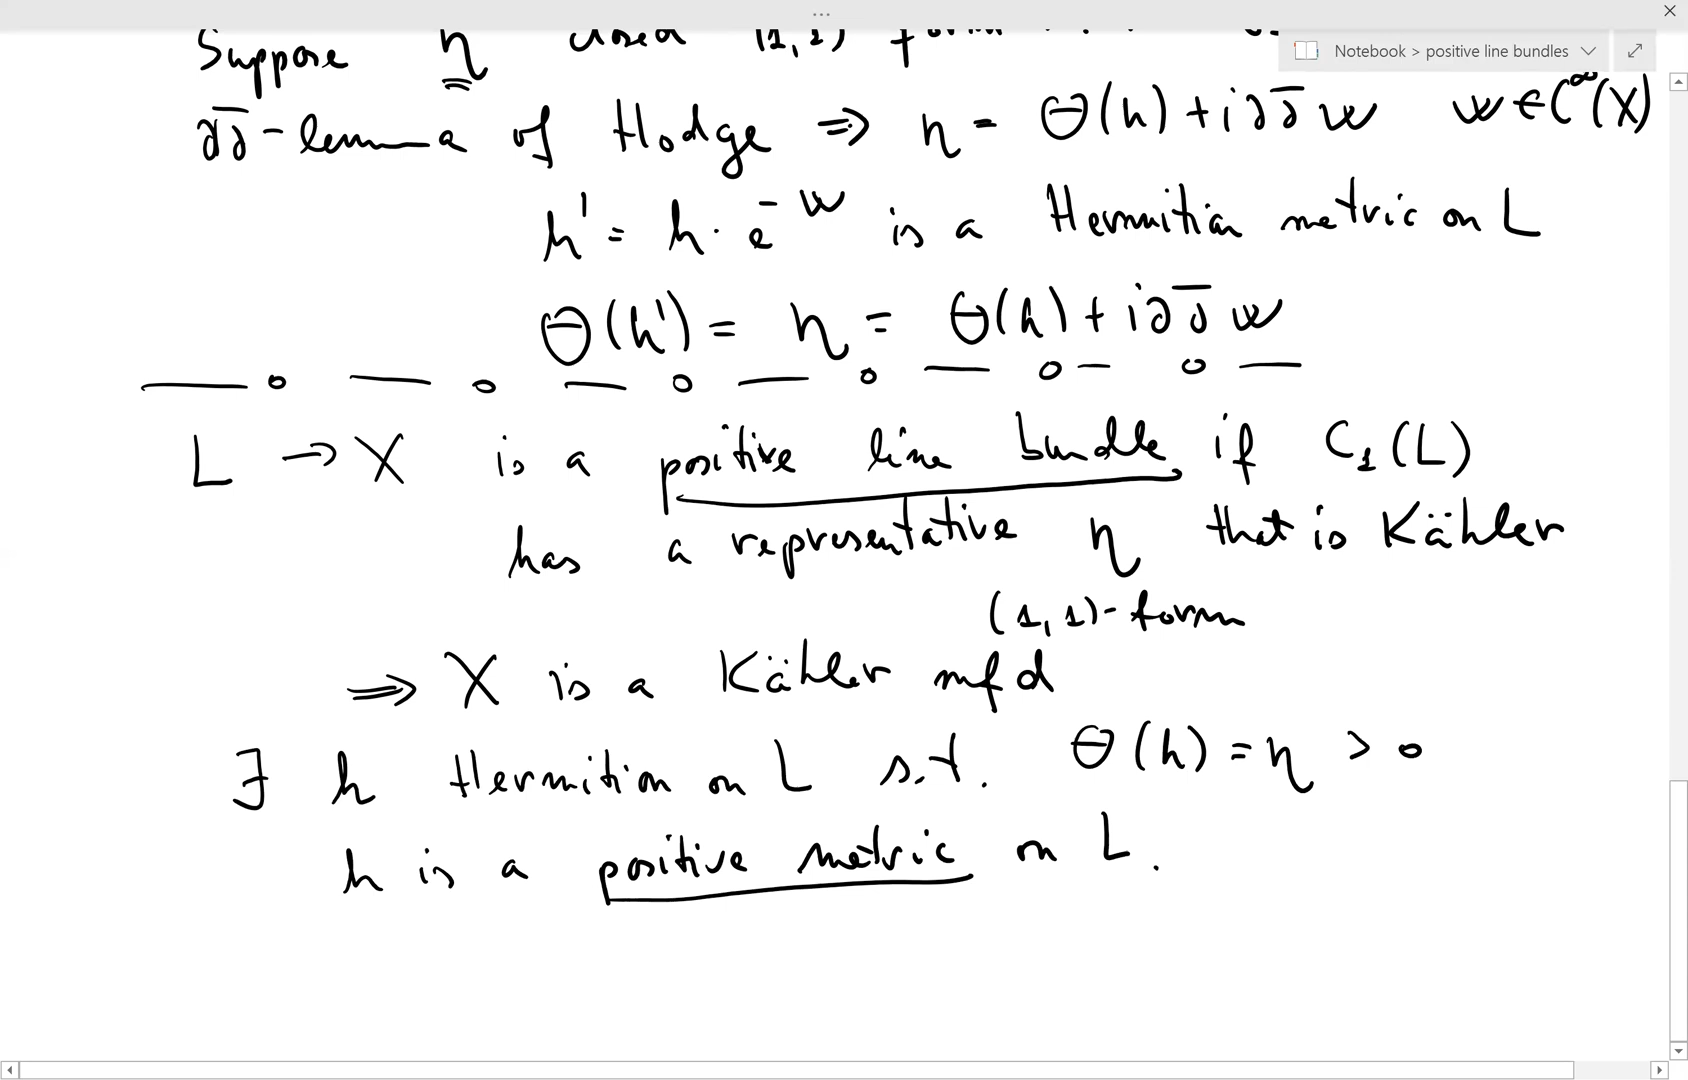 Notebook > positive line bundles
Suppose η closed (1,1) form
∂∂̄-lemma of Hodge ⇒ η = Θ(h) + i∂∂̄w w∈C^∞(X)
h' = h · e^{-w} is a Hermitian metric on L
Θ(h') = η = Θ(h) + i∂∂̄w
L → X is a positive line bundle if C₁(L)
has a representative η that is Kähler
(1,1)-form
⇒ X is a Kähler mfd
∃ h Hermitian on L s.t. Θ(h) = η > 0
h is a positive metric on L.